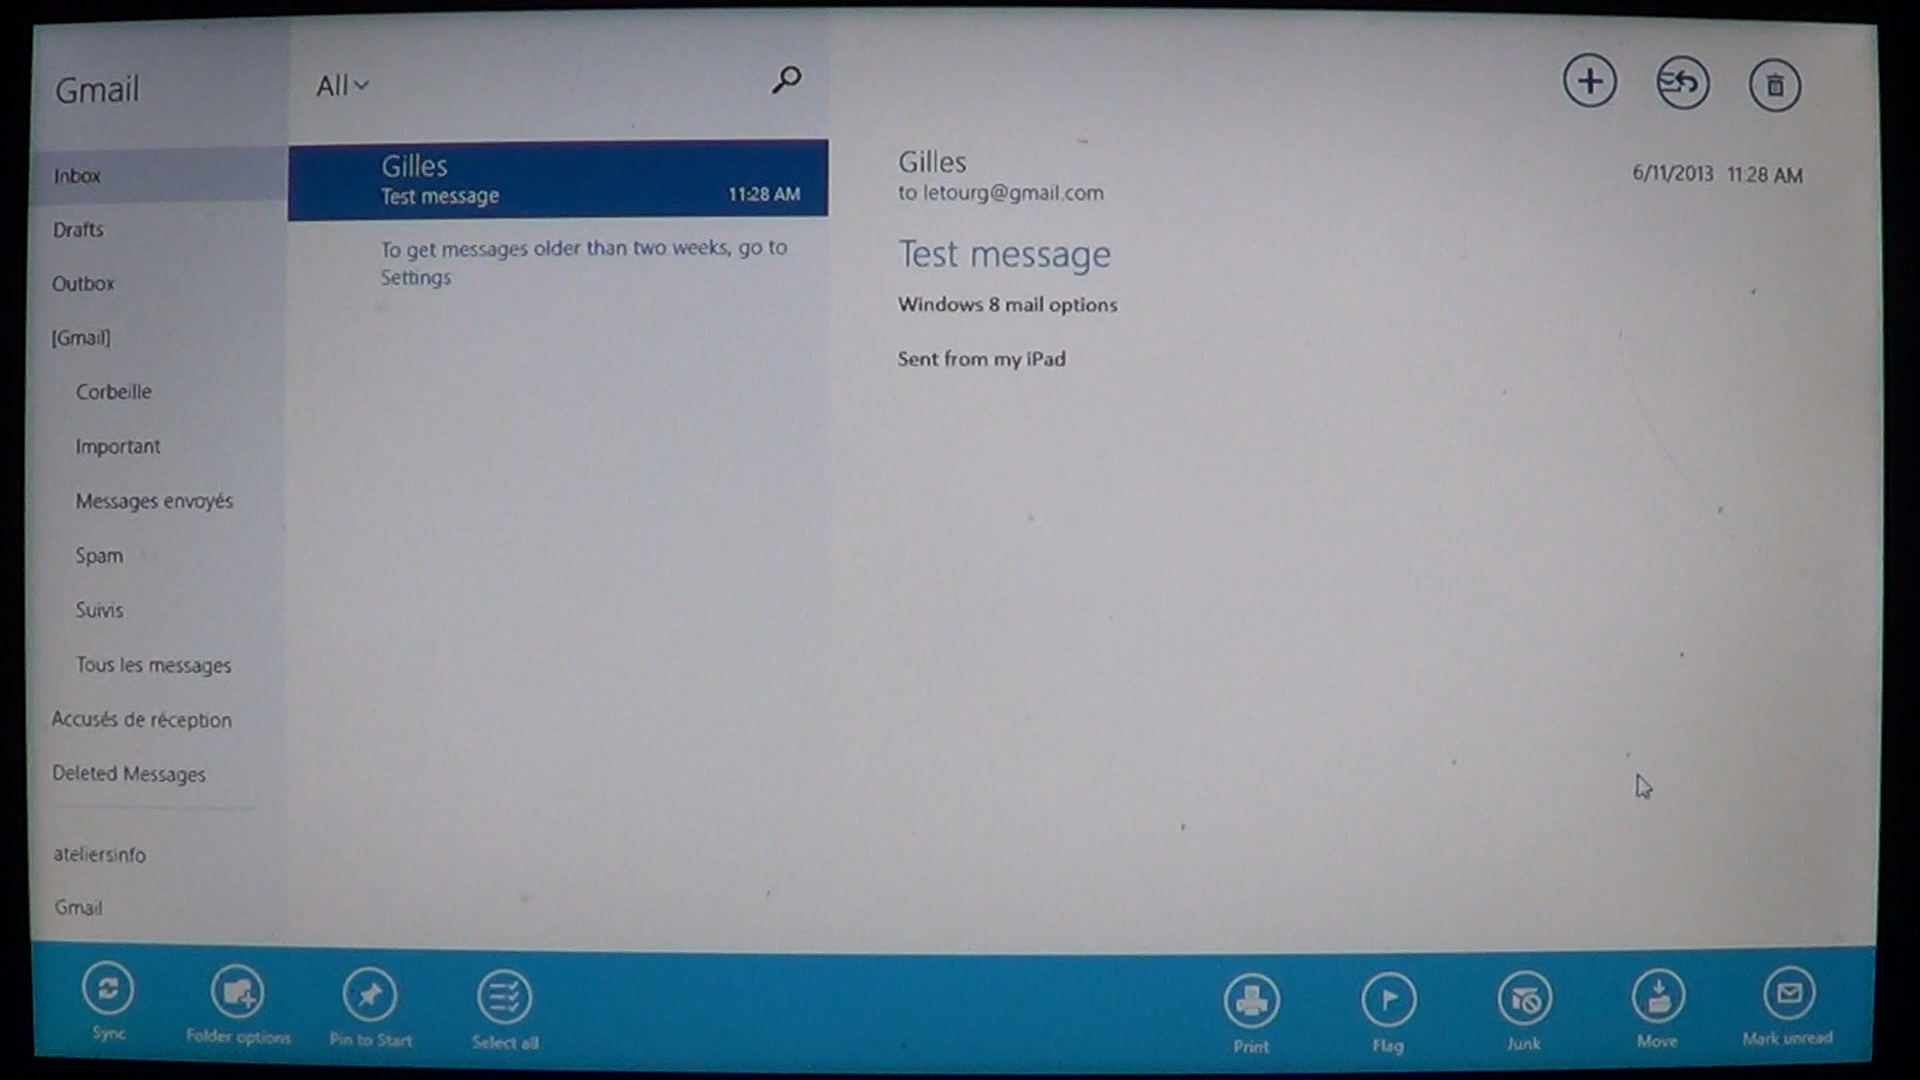 Gmail
Inbox
Drafts
Outbox
[Gmail]
Corbeille
Important
Messages envoyés
Spam
Suivis
Tous les messages
Accusés de réception
Deleted Messages
ateliersinfo
Gmail
All
Gilles
Test message 11:28 AM
To get messages older than two weeks, go to
Settings
Gilles
to letourg@gmail.com
6/11/2013 11:28 AM
Test message
Windows 8 mail options
Sent from my iPad
Sync
Folder options
Pin to Start
Select all
Print
Flag
Junk
Move
Mark unread